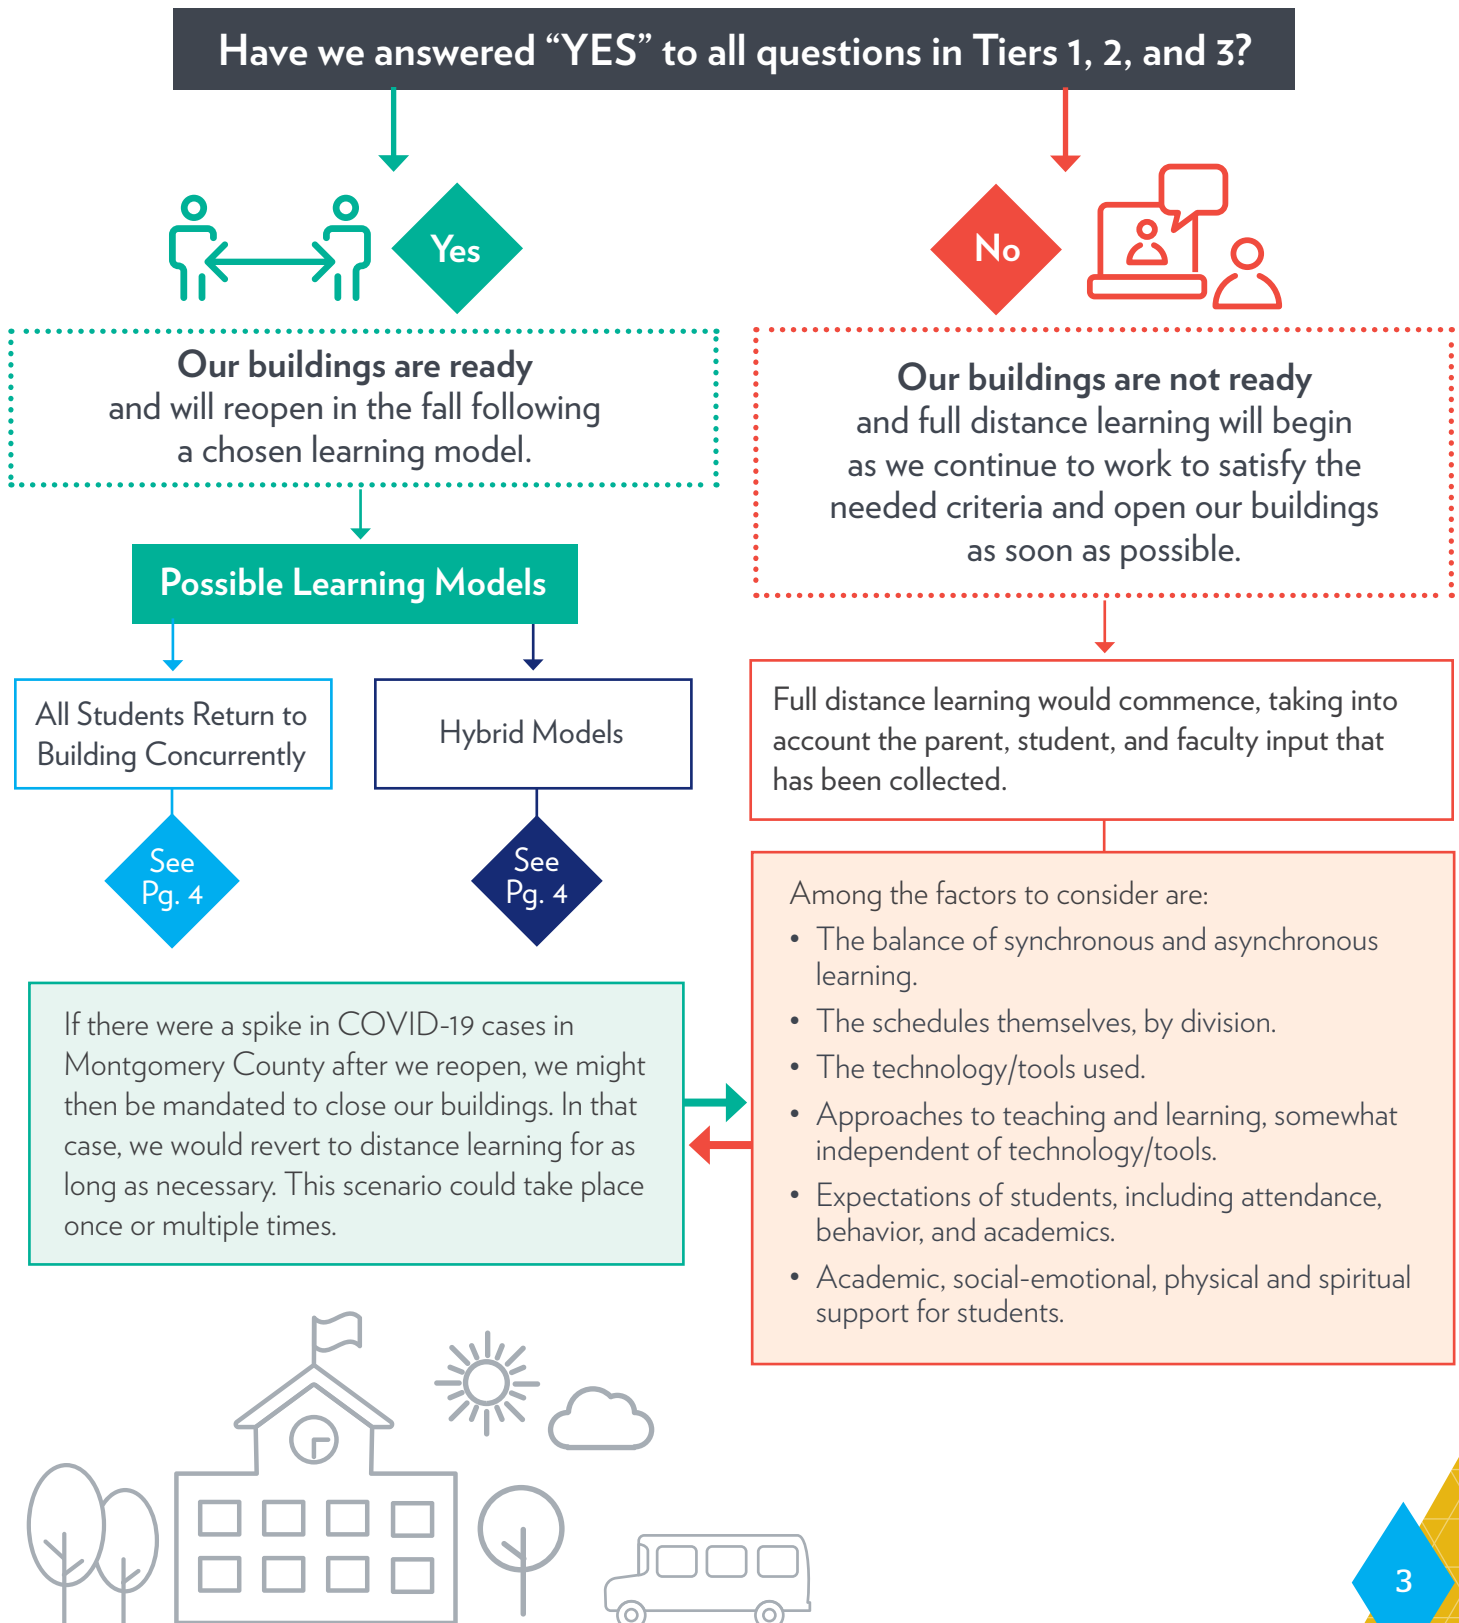 Have we answered “YES” to all questions in Tiers 1, 2, and 3?
Yes
Our buildings are ready
and will reopen in the fall following
a chosen learning model.
Possible Learning Models
All Students Return to
Building Concurrently
See
Pg. 4
Hybrid Models
See
Pg. 4
If there were a spike in COVID-19 cases in
Montgomery County after we reopen, we might
then be mandated to close our buildings. In that
case, we would revert to distance learning for as
long as necessary. This scenario could take place
once or multiple times.
No
Our buildings are not ready
and full distance learning will begin
as we continue to work to satisfy the
needed criteria and open our buildings
as soon as possible.
Full distance learning would commence, taking into
account the parent, student, and faculty input that
has been collected.
Among the factors to consider are:
• The balance of synchronous and asynchronous
learning.
• The schedules themselves, by division.
• The technology/tools used.
• Approaches to teaching and learning, somewhat
independent of technology/tools.
• Expectations of students, including attendance,
behavior, and academics.
• Academic, social-emotional, physical and spiritual
support for students.
3